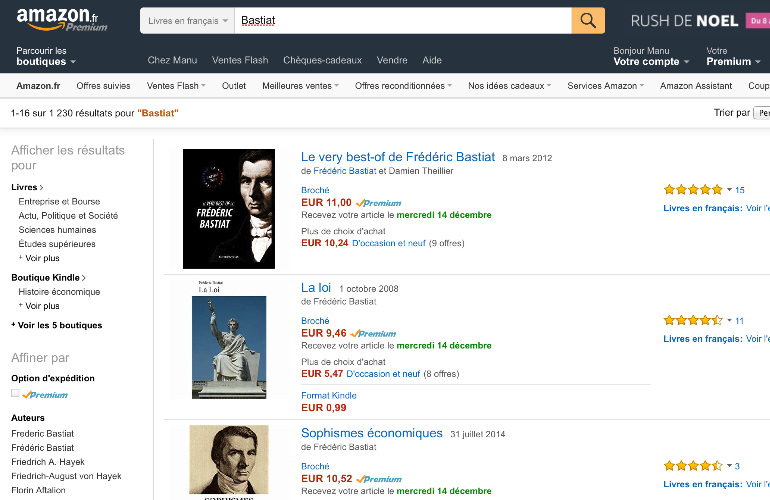 amazon.fr
Premium
Livres en français
Bastiat
RUSH DE NOEL
Du 8
Parcourir les
boutiques
Chez Manu
Ventes Flash
Chèques-cadeaux
Vendre
Aide
Bonjour Manu
Votre compte
Votre
Premium
Amazon.fr
Offres suivies
Ventes Flash
Outlet
Meilleures ventes
Offres reconditionnées
Nos idées cadeaux
Services Amazon
Amazon Assistant
Coup
1-16 sur 1 230 résultats pour "Bastiat"
Trier par
Pe
Afficher les résultats
pour
Livres
Entreprise et Bourse
Actu, Politique et Société
Sciences humaines
Études supérieures
+ Voir plus
Boutique Kindle
Histoire économique
+ Voir plus
+ Voir les 5 boutiques
Affiner par
Option d'expédition
Premium
Auteurs
Frederic Bastiat
Frédéric Bastiat
Friedrich A. Hayek
Friedrich-August von Hayek
Florin Aftalion
LE VERY BEST OF
FRÉDÉRIC
BASTIAT
Le very best-of de Frédéric Bastiat 8 mars 2012
de Frédéric Bastiat et Damien Theillier
Broché
EUR 11,00 Premium
Recevez votre article le mercredi 14 décembre
Plus de choix d'achat
EUR 10,24 D'occasion et neuf (9 offres)
15
Livres en français: Voir l'e
Frédéric Bastiat
La Loi
La loi 1 octobre 2008
de Frédéric Bastiat
Broché
EUR 9,46 Premium
Recevez votre article le mercredi 14 décembre
Plus de choix d'achat
EUR 5,47 D'occasion et neuf (8 offres)
Format Kindle
EUR 0,99
11
Livres en français: Voir l'e
SOPHISMES
Sophismes économiques 31 juillet 2014
de Frédéric Bastiat
Broché
EUR 10,52 Premium
Recevez votre article le mercredi 14 décembre
3
Livres en français: Voir l'e